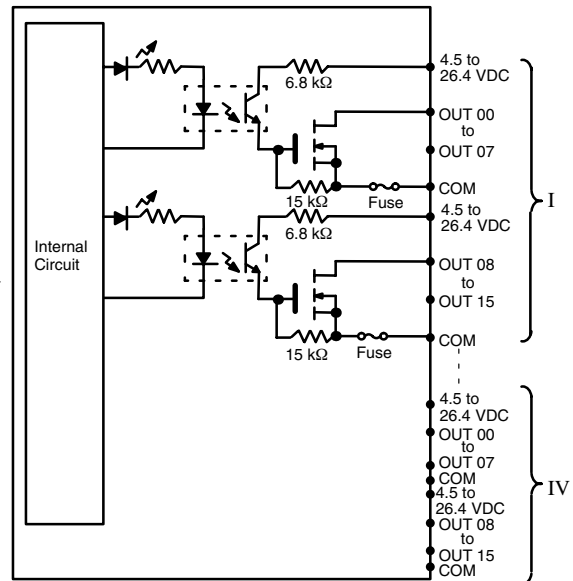 4.5 to
26.4 VDC
6.8 kΩ
OUT 00
to
OUT 07
15 kΩ
Fuse
COM
I
4.5 to
26.4 VDC
6.8 kΩ
Internal
Circuit
OUT 08
to
OUT 15
15 kΩ
Fuse
COM
4.5 to
26.4 VDC
OUT 00
to
OUT 07
COM
IV
4.5 to
26.4 VDC
OUT 08
to
OUT 15
COM